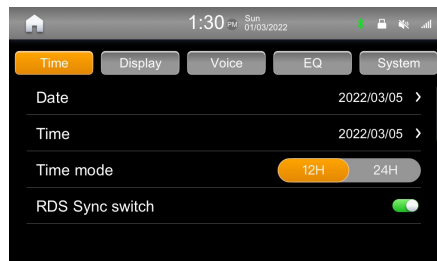 1:30 PM Sun
01/03/2022
Time Display Voice EQ System
Date 2022/03/05
Time 2022/03/05
Time mode 12H 24H
RDS Sync switch